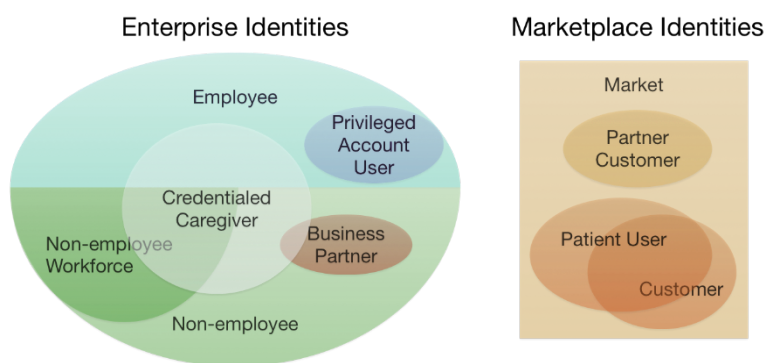 Enterprise Identities
Marketplace Identities
Employee
Privileged
Account
User
Credentialed
Caregiver
Non-employee
Workforce
Business
Partner
Non-employee
Market
Partner
Customer
Patient User
Customer